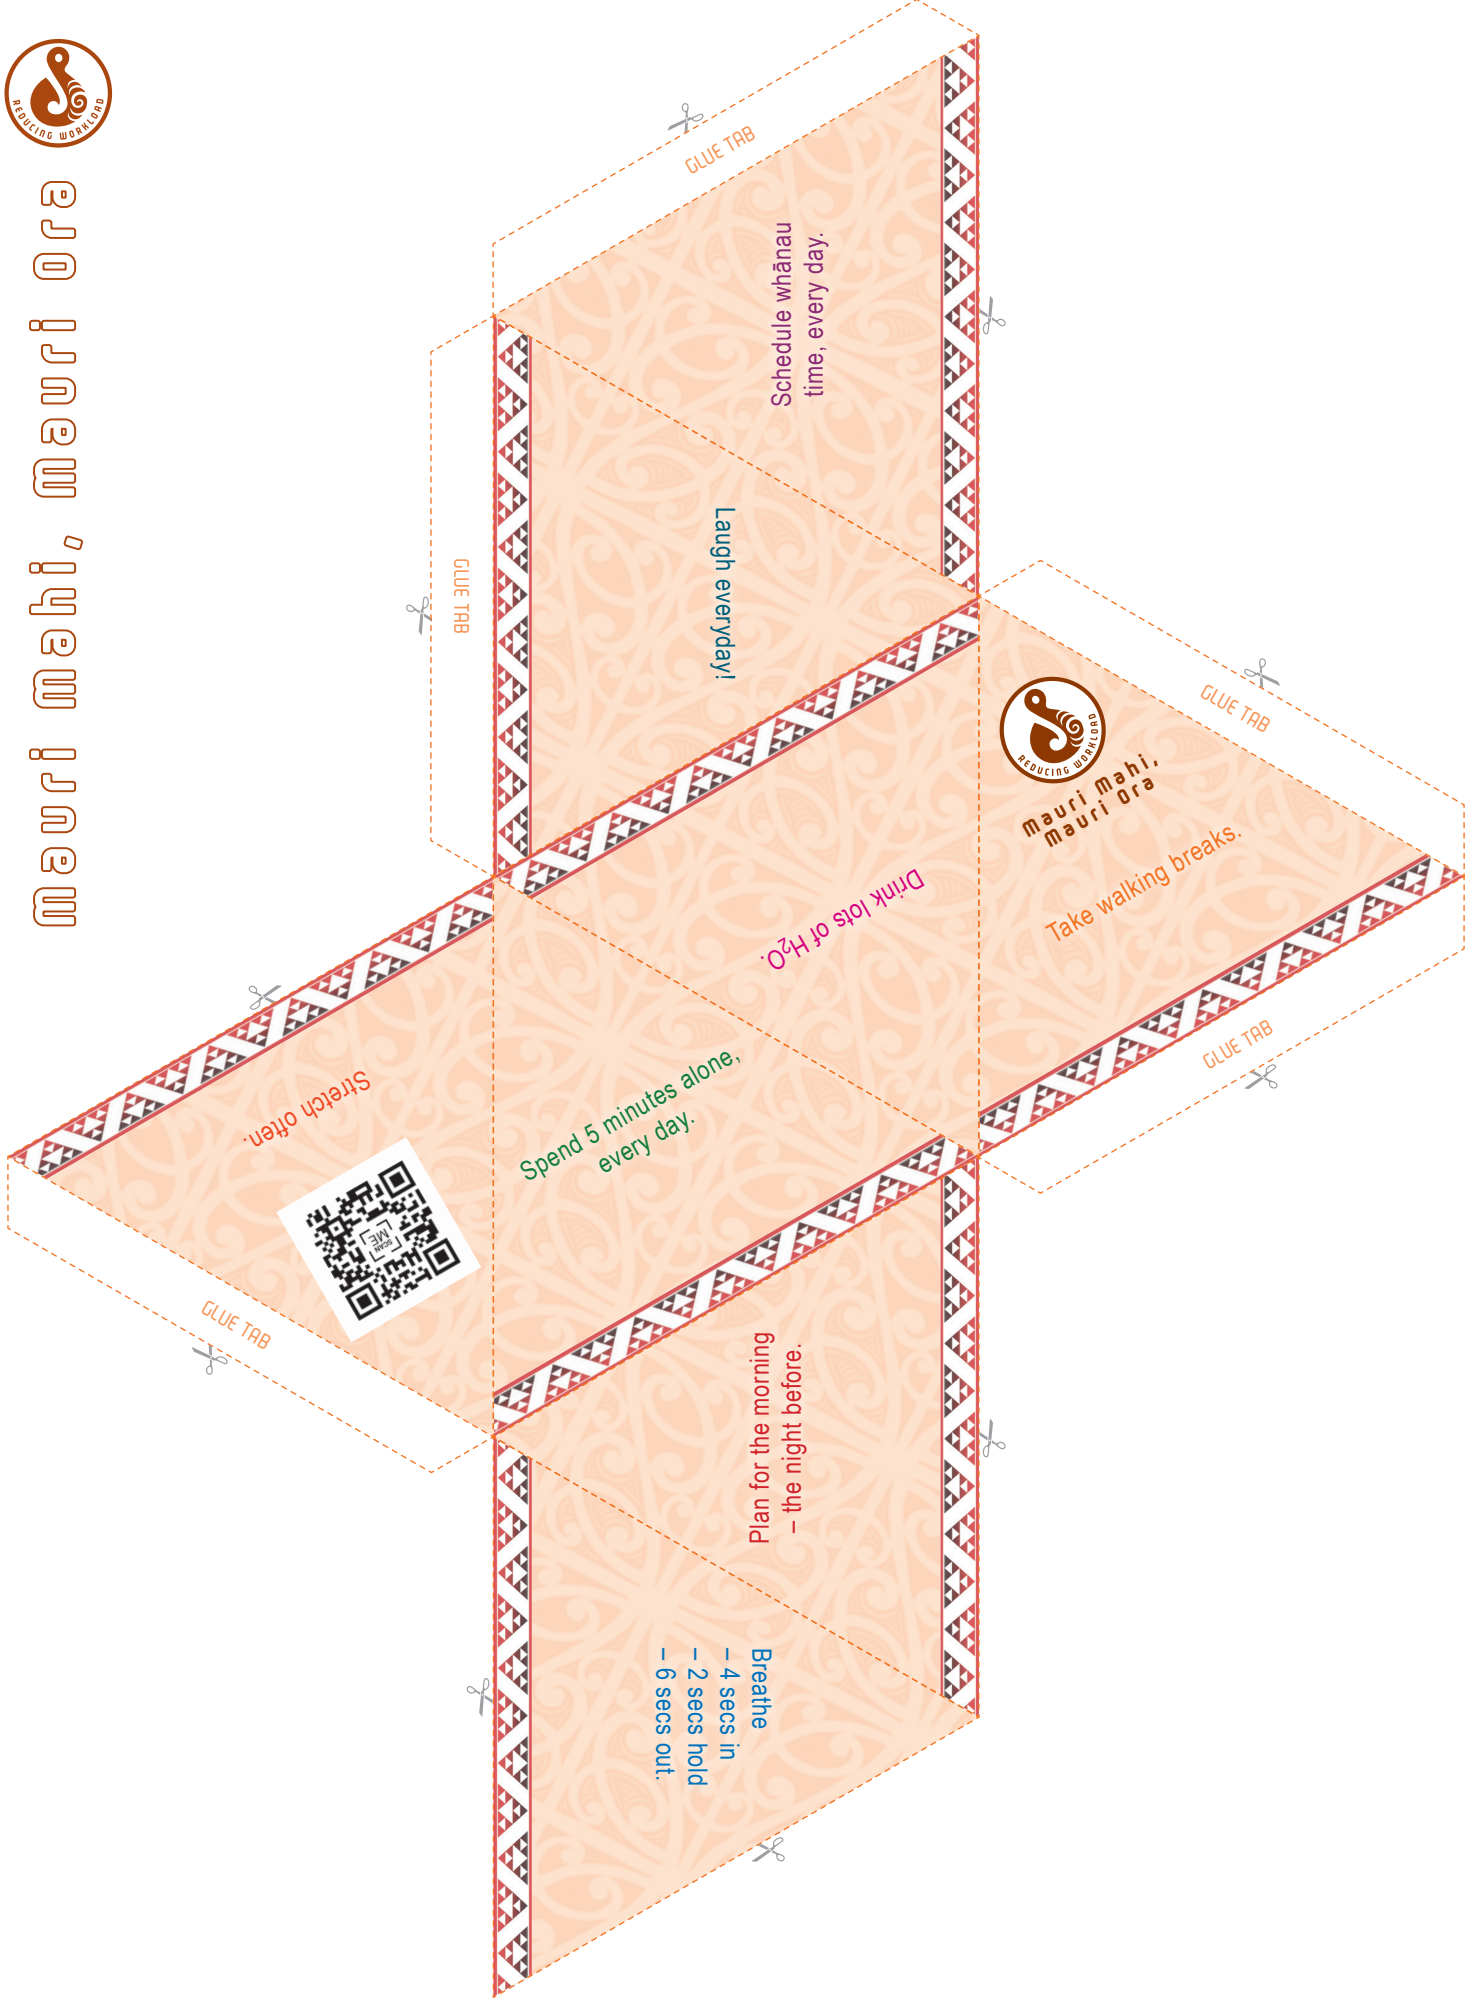 REDUCING WORKLOAD
mauri mahi, mauri ora
GLUE TAB
Schedule whānau
time, every day.
GLUE TAB
Laugh everyday!
GLUE TAB
REDUCING WORKLOAD
Mauri Mahi,
Mauri Ora
Take walking breaks.
Drink lots of H₂O.
GLUE TAB
Stretch often.
SCAN
ME
Spend 5 minutes alone,
every day.
GLUE TAB
Plan for the morning
– the night before.
Breathe
– 4 secs in
– 2 secs hold
– 6 secs out.